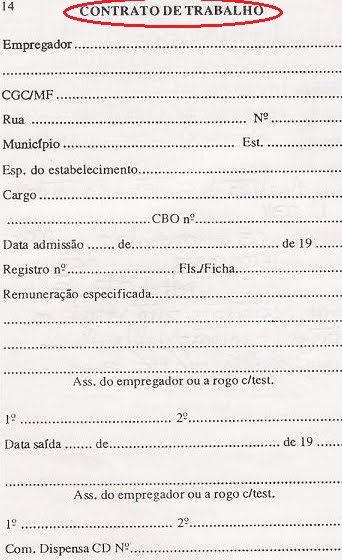 14 CONTRATO DE TRABALHO
Empregador..........................................................................
..........................................................................................
CGC/MF ..............................................................................
Rua ........................................................ Nº ..................
Município .................................................. Est. ...................
Esp. do estabelecimento...................................................
Cargo ..................................................................................
.......................................CBO nº....................................
Data admissão ....... de........................................ de 19 .......
Registro nº............................ Fls./Ficha............................
Remuneração especificada................................................
..........................................................................................
..........................................................................................
..........................................................................................
Ass. do empregador ou a rogo c/test.
1º .......................................... 2º..........................................
Data saída ....... de............................................. de 19 .......
..........................................................................................
Ass. do empregador ou a rogo c/test.
1º .......................................... 2º..........................................
Com. Dispensa CD Nº.......................................................